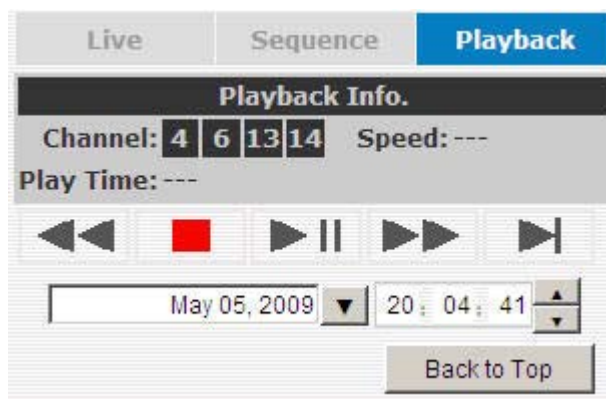 Live Sequence Playback
Playback Info.
Channel: 4 6 13 14 Speed: ---
Play Time: ---
May 05, 2009 20 : 04 : 41
Back to Top